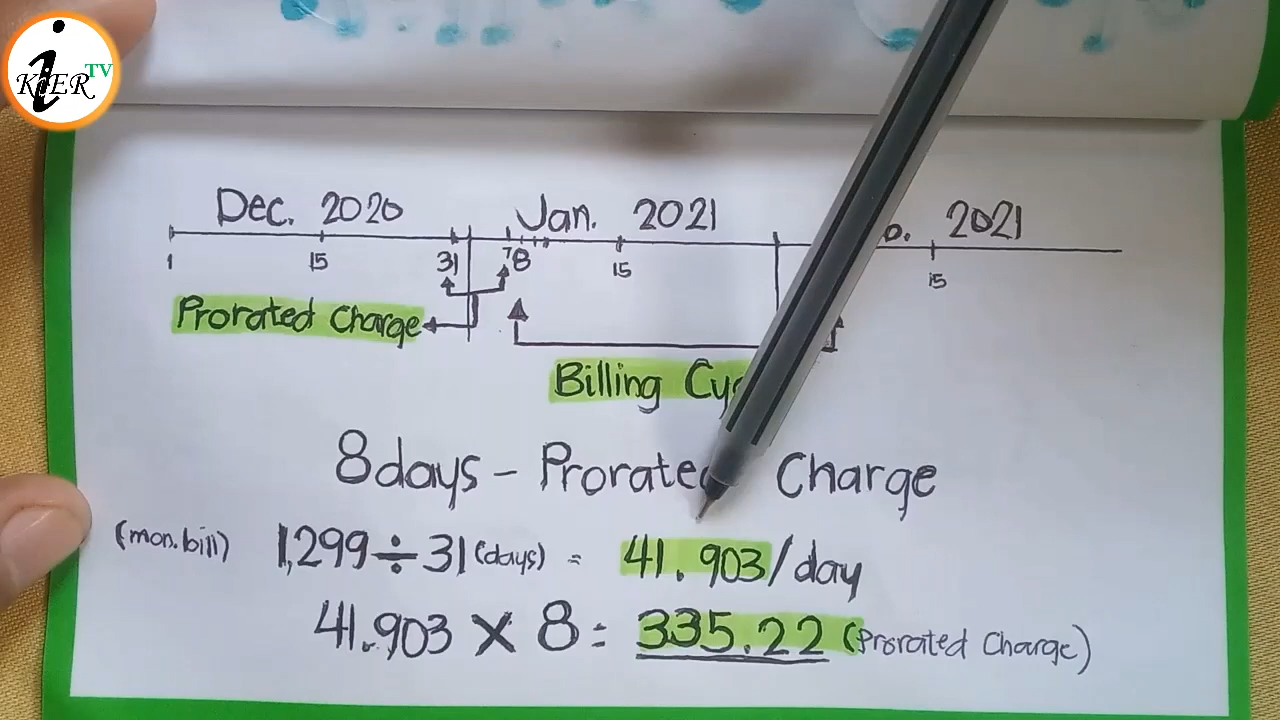 iKiER TV
Dec. 2020 Jan. 2021 2021
1 15 31 7 8 15 15
Prorated Charge
Billing
8days - Prorated Charge
(mon.bill) 1,299 ÷ 31 (days) = 41.903/day
41.903 X 8 = 335.22 (Prorated Charge)